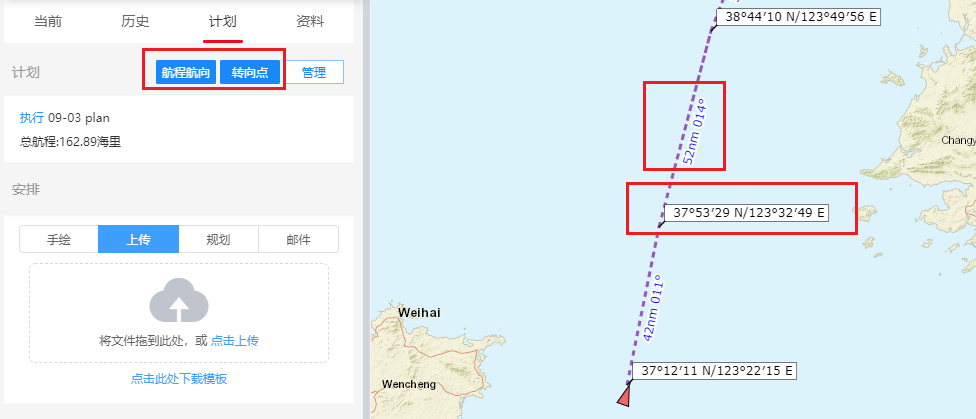 当前 历史 计划 资料
计划 航程航向 转向点 管理
执行 09-03 plan
总航程:162.89海里
安排
手绘 上传 规划 邮件
将文件拖到此处，或 点击上传
点击此处下载模板
38°44′10 N/123°49′56 E
52nm 014°
Changy
37°53′29 N/123°32′49 E
42nm 011°
Weihai
37°12′11 N/123°22′15 E
Wencheng